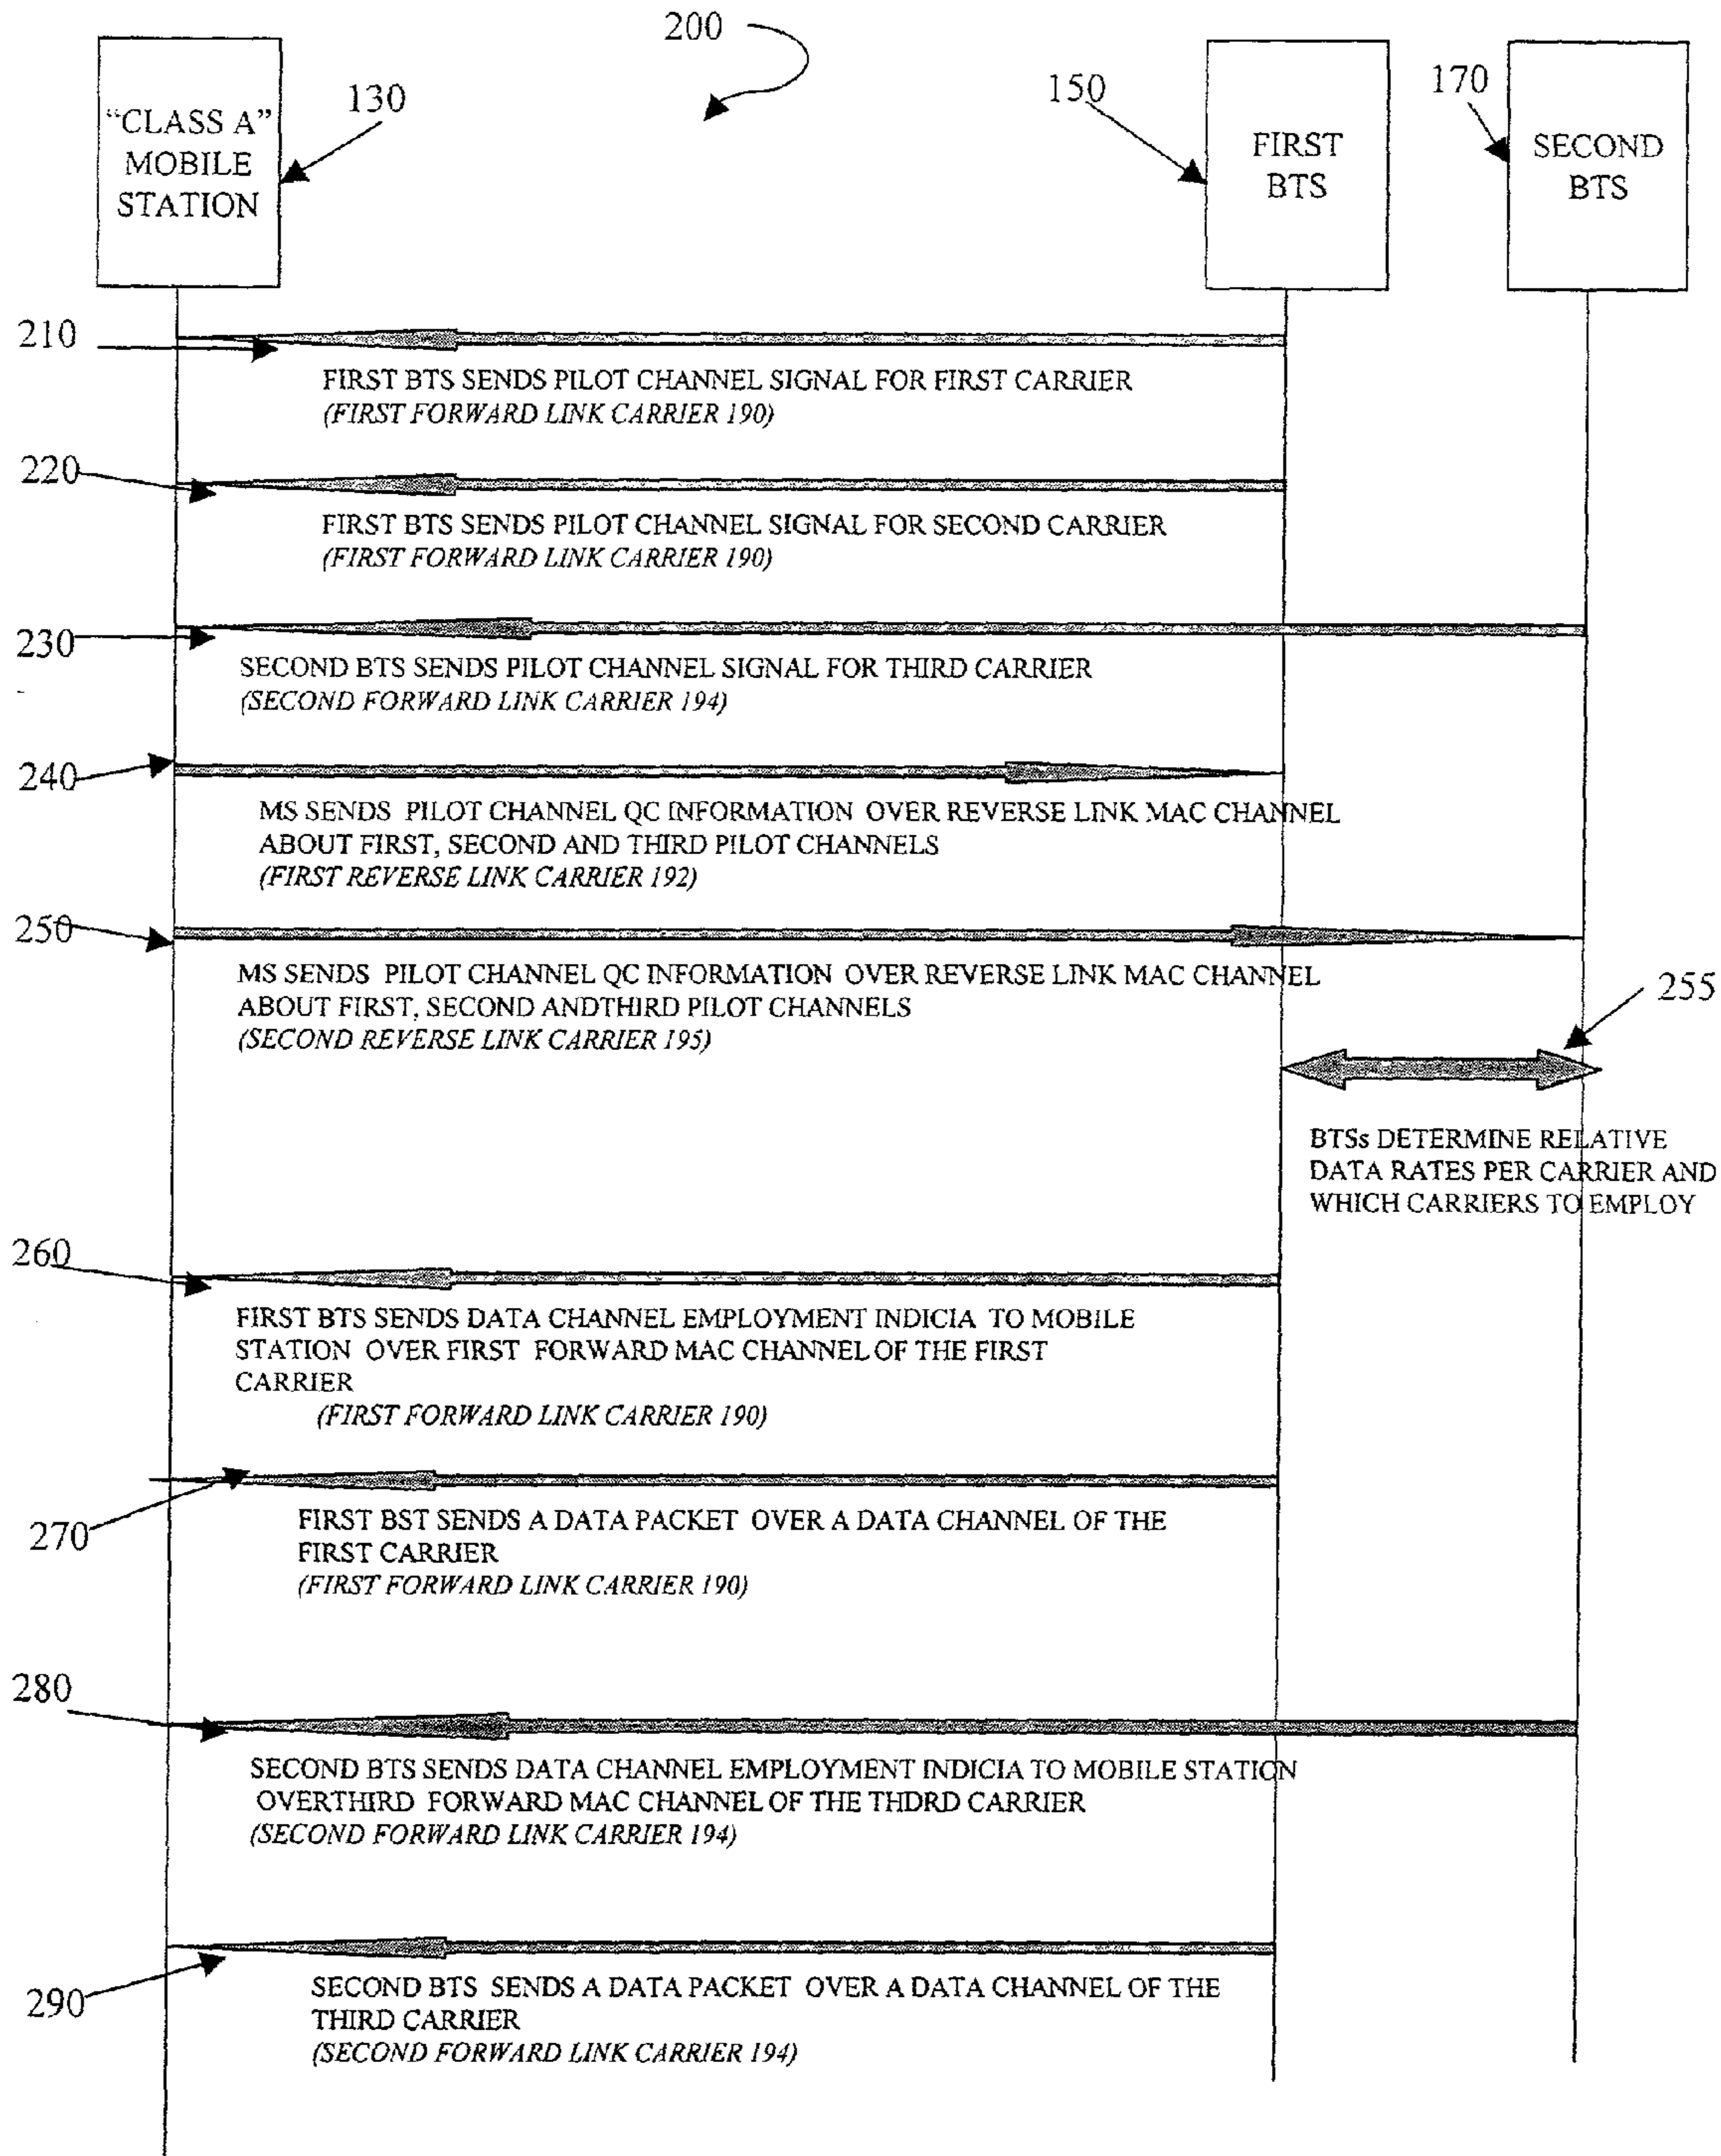 200
"CLASS A"
MOBILE
STATION
130
150
FIRST
BTS
170
SECOND
BTS
210
FIRST BTS SENDS PILOT CHANNEL SIGNAL FOR FIRST CARRIER
(FIRST FORWARD LINK CARRIER 190)
220
FIRST BTS SENDS PILOT CHANNEL SIGNAL FOR SECOND CARRIER
(FIRST FORWARD LINK CARRIER 190)
230
SECOND BTS SENDS PILOT CHANNEL SIGNAL FOR THIRD CARRIER
(SECOND FORWARD LINK CARRIER 194)
240
MS SENDS PILOT CHANNEL QC INFORMATION OVER REVERSE LINK MAC CHANNEL
ABOUT FIRST, SECOND AND THIRD PILOT CHANNELS
(FIRST REVERSE LINK CARRIER 192)
250
MS SENDS PILOT CHANNEL QC INFORMATION OVER REVERSE LINK MAC CHANNEL
ABOUT FIRST, SECOND ANDTHIRD PILOT CHANNELS
(SECOND REVERSE LINK CARRIER 195)
255
BTSs DETERMINE RELATIVE
DATA RATES PER CARRIER AND
WHICH CARRIERS TO EMPLOY
260
FIRST BTS SENDS DATA CHANNEL EMPLOYMENT INDICIA TO MOBILE
STATION OVER FIRST FORWARD MAC CHANNEL OF THE FIRST
CARRIER
(FIRST FORWARD LINK CARRIER 190)
270
FIRST BST SENDS A DATA PACKET OVER A DATA CHANNEL OF THE
FIRST CARRIER
(FIRST FORWARD LINK CARRIER 190)
280
SECOND BTS SENDS DATA CHANNEL EMPLOYMENT INDICIA TO MOBILE STATION
OVERTHIRD FORWARD MAC CHANNEL OF THE THDRD CARRIER
(SECOND FORWARD LINK CARRIER 194)
290
SECOND BTS SENDS A DATA PACKET OVER A DATA CHANNEL OF THE
THIRD CARRIER
(SECOND FORWARD LINK CARRIER 194)